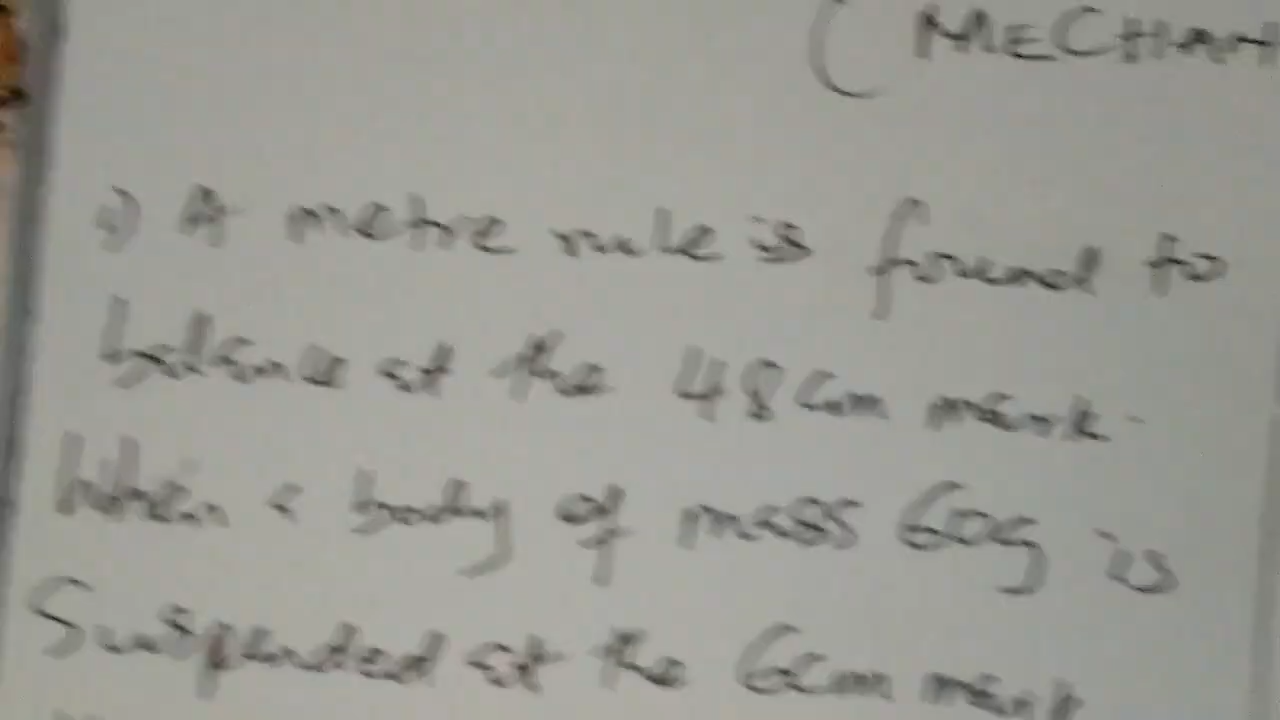 ( MECHAN
1) A metre rule is found to
balance at the 48cm mark.
When a body of mass 60g is
Suspended at the 6cm mark